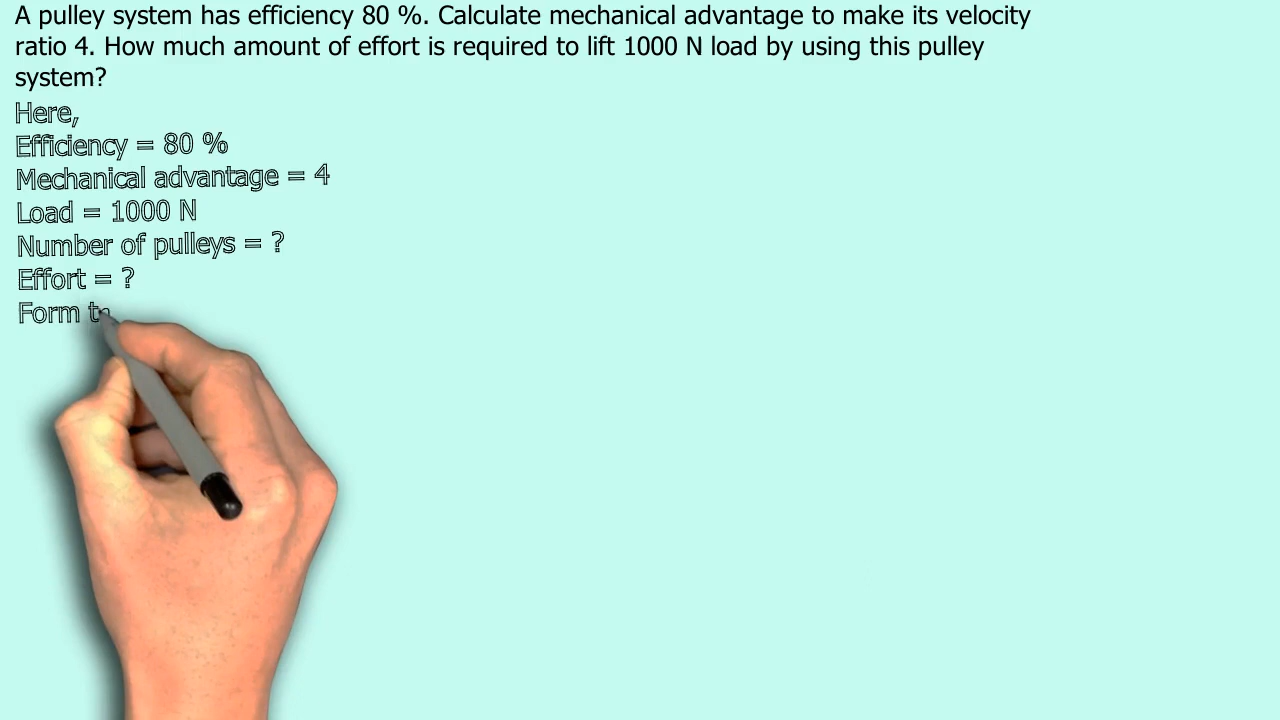 A pulley system has efficiency 80 %. Calculate mechanical advantage to make its velocity
ratio 4. How much amount of effort is required to lift 1000 N load by using this pulley
system?
Here,
Efficiency = 80 %
Mechanical advantage = 4
Load = 1000 N
Number of pulleys = ?
Effort = ?
Form